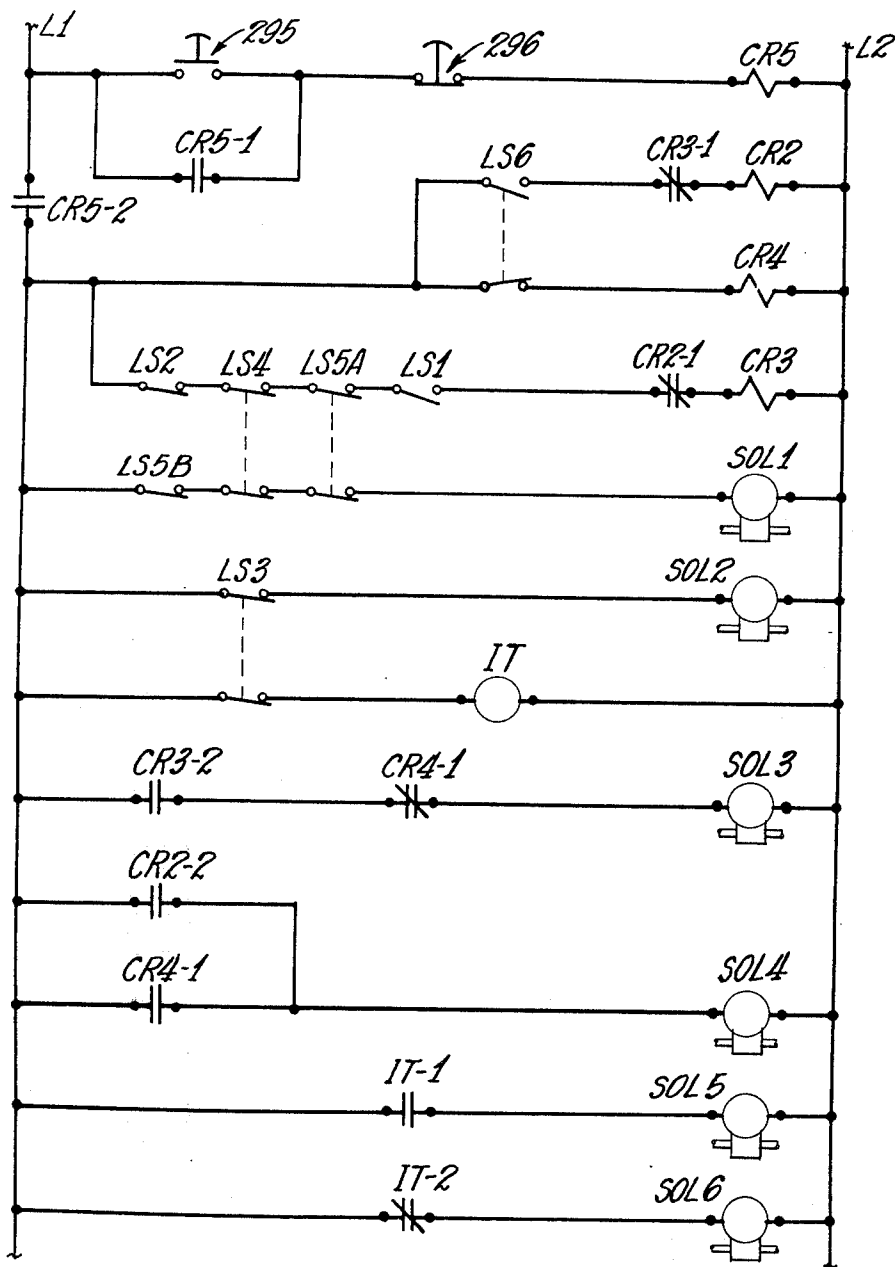 L1
295
296
CR5
L2
CR5-1
LS6
CR3-1
CR2
CR5-2
CR4
LS2
LS4
LS5A
LS1
CR2-1
CR3
LS5B
SOL1
LS3
SOL2
IT
CR3-2
CR4-1
SOL3
CR2-2
CR4-1
SOL4
IT-1
SOL5
IT-2
SOL6